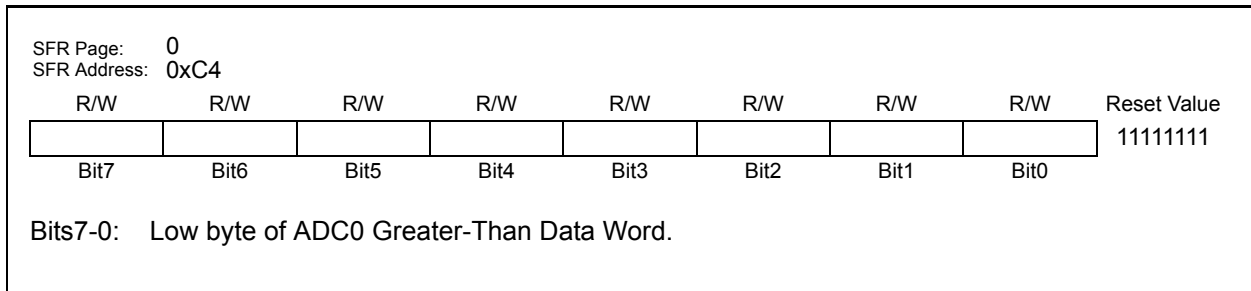 SFR Page: 0
SFR Address: 0xC4
R/W R/W R/W R/W R/W R/W R/W R/W Reset Value
11111111
Bit7 Bit6 Bit5 Bit4 Bit3 Bit2 Bit1 Bit0
Bits7-0: Low byte of ADC0 Greater-Than Data Word.